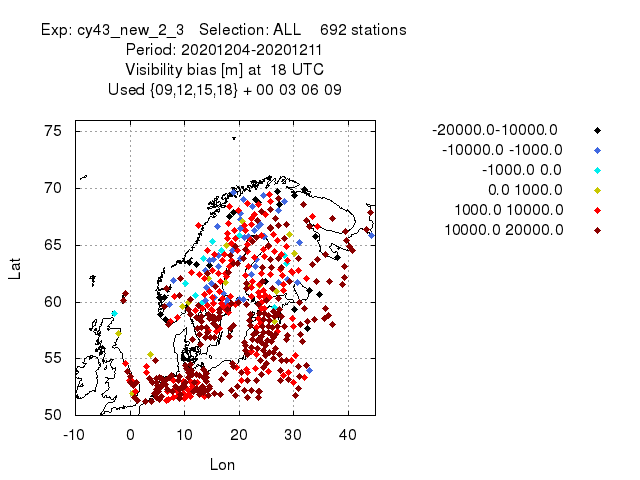 Exp: cy43_new_2_3 Selection: ALL 692 stations
Period: 20201204-20201211
Visibility bias [m] at 18 UTC
Used {09,12,15,18} + 00 03 06 09
-20000.0-10000.0
-10000.0 -1000.0
-1000.0 0.0
0.0 1000.0
1000.0 10000.0
10000.0 20000.0
75
70
65
60
55
50
Lat
-10 0 10 20 30 40
Lon